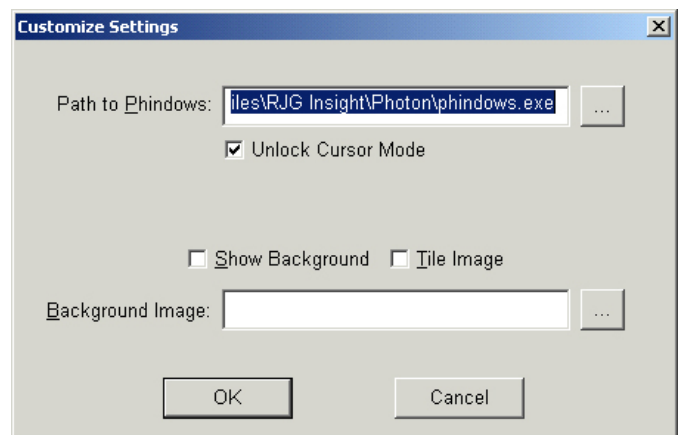 Customize Settings
Path to Phindows: iles\RJG Insight\Photon\phindows.exe ...
Unlock Cursor Mode
Show Background Tile Image
Background Image: ...
OK Cancel